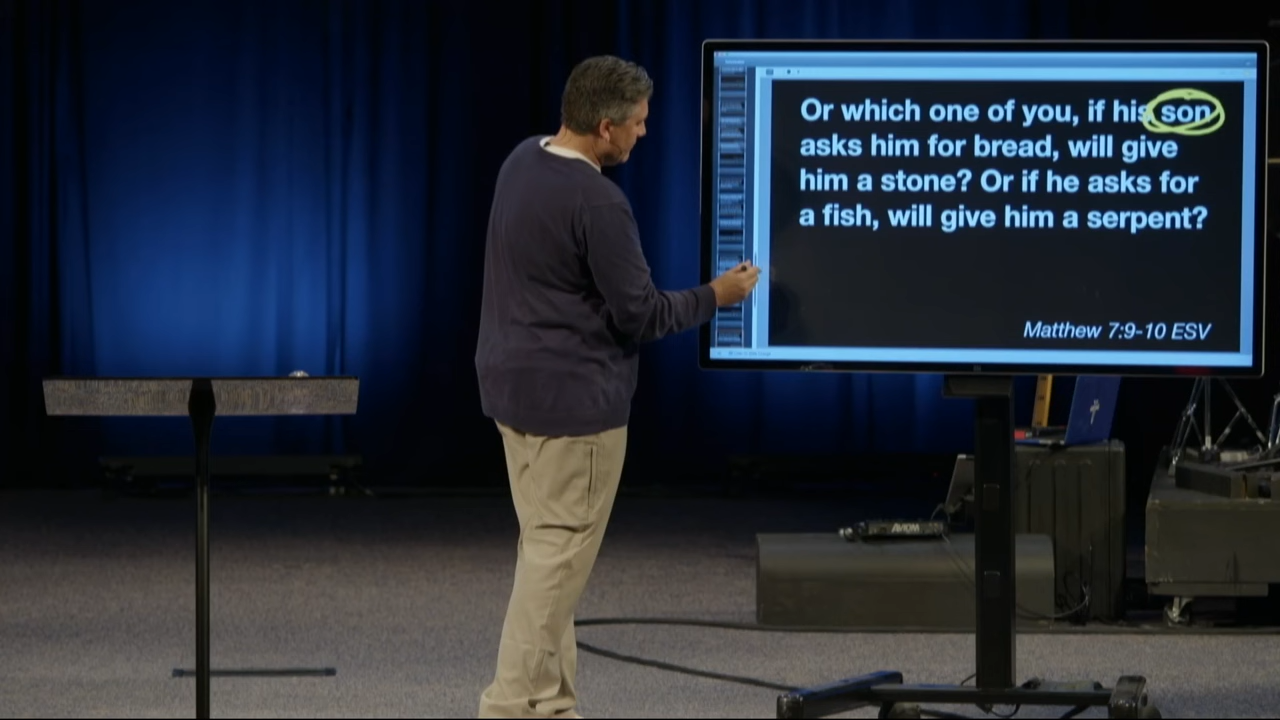 Or which one of you, if his son
asks him for bread, will give
him a stone? Or if he asks for
a fish, will give him a serpent?
Matthew 7:9-10 ESV
AVIOM